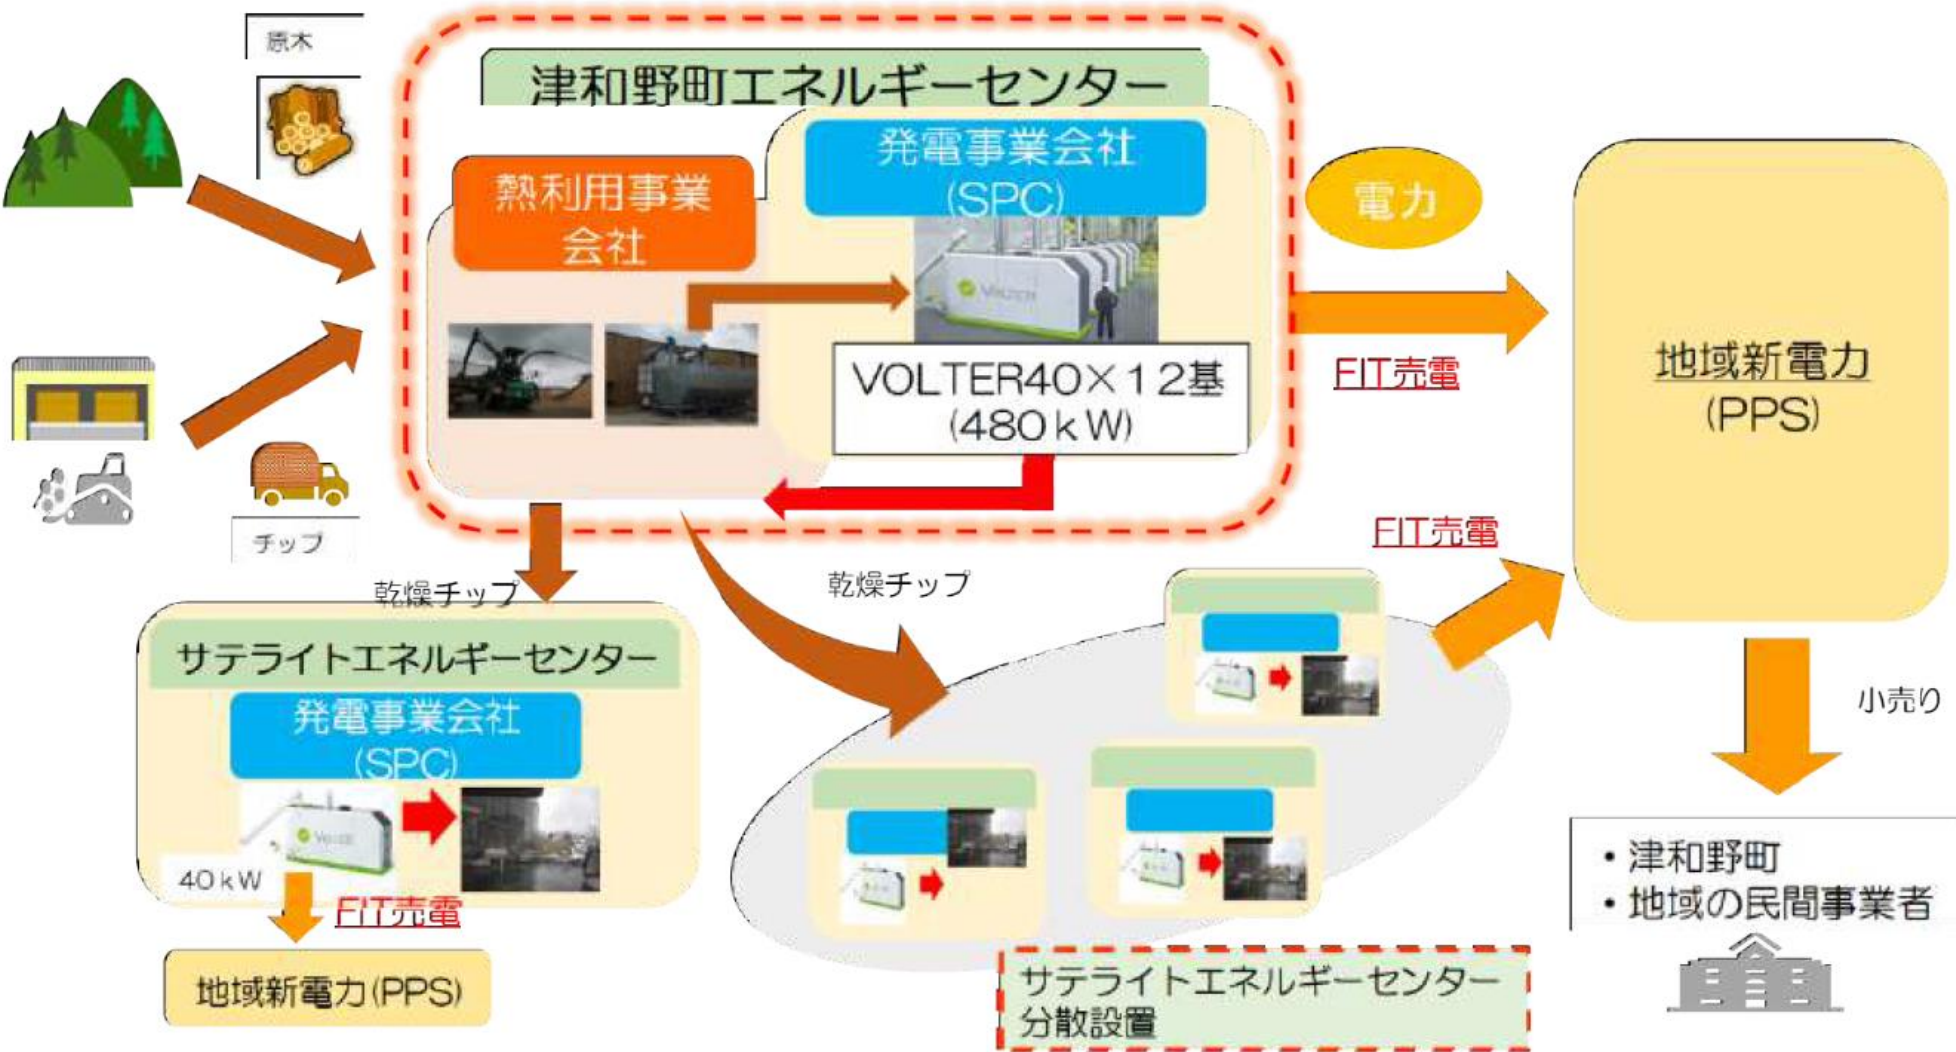 原木
津和野町エネルギーセンター
発電事業会社
(SPC)
熱利用事業
会社
電力
VOLTER
VOLTER40×12基
(480kW)
FIT売電
地域新電力
(PPS)
チップ
FIT売電
乾燥チップ
乾燥チップ
サテライトエネルギーセンター
発電事業会社
(SPC)
小売り
40kW
FIT売電
・津和野町
・地域の民間事業者
地域新電力(PPS)
サテライトエネルギーセンター
分散設置